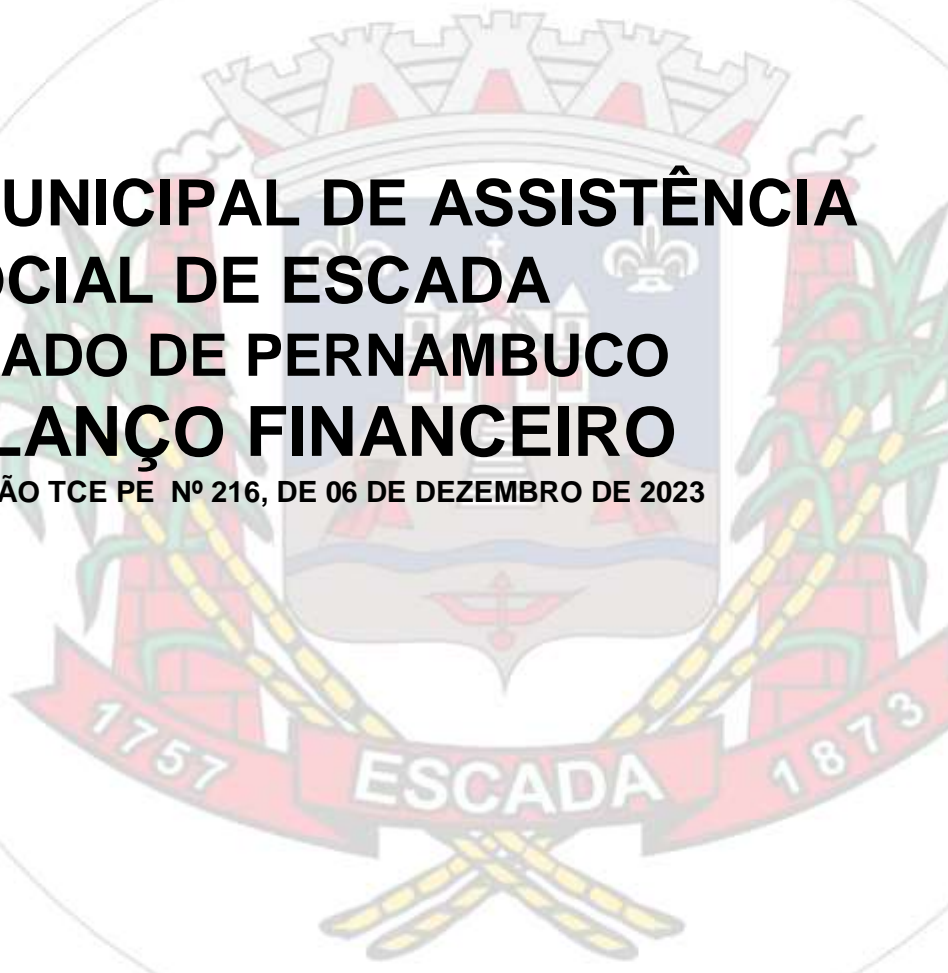 UNICIPAL DE ASSISTÊNCIA
OCIAL DE ESCADA
ADO DE PERNAMBUCO
LANÇO FINANCEIRO
ÃO TCE PE Nº 216, DE 06 DE DEZEMBRO DE 2023
1757 ESCADA 1873